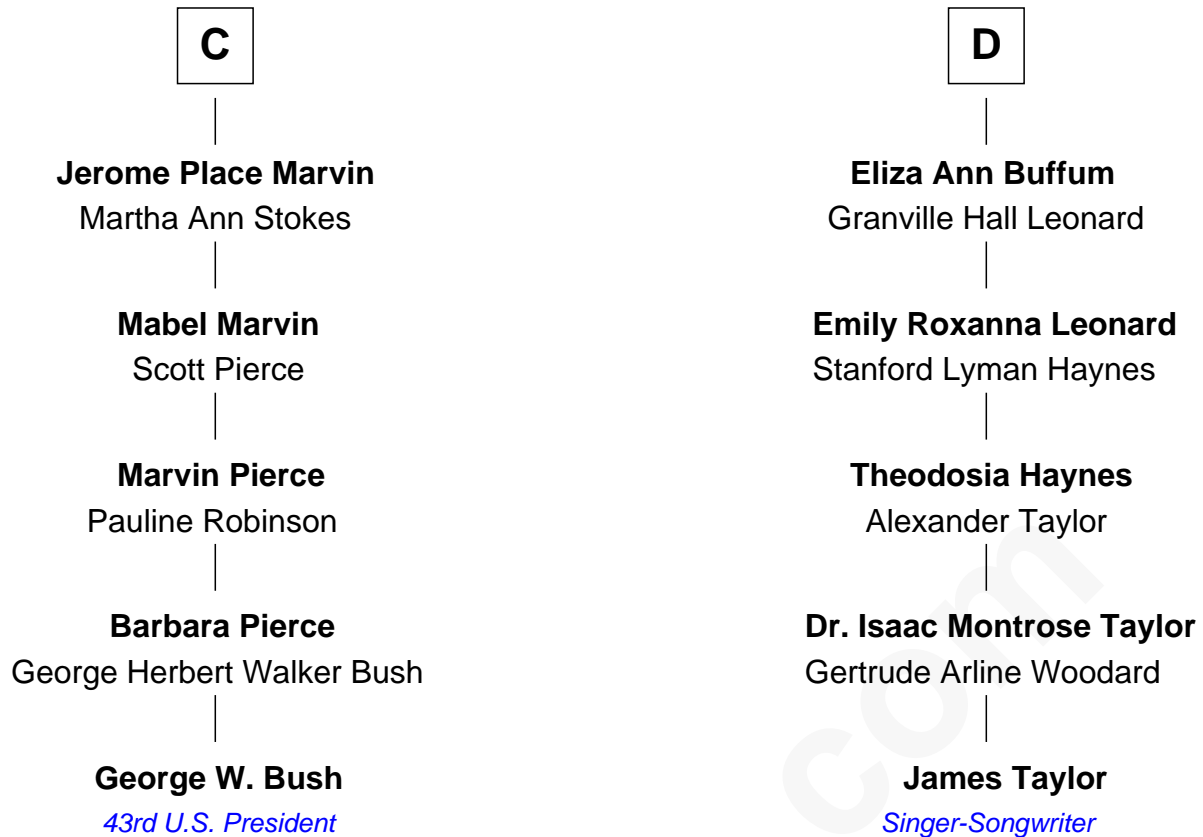 C
Jerome Place Marvin
Martha Ann Stokes
Mabel Marvin
Scott Pierce
Marvin Pierce
Pauline Robinson
Barbara Pierce
George Herbert Walker Bush
George W. Bush
43rd U.S. President
D
Eliza Ann Buffum
Granville Hall Leonard
Emily Roxanna Leonard
Stanford Lyman Haynes
Theodosia Haynes
Alexander Taylor
Dr. Isaac Montrose Taylor
Gertrude Arline Woodard
James Taylor
Singer-Songwriter
com